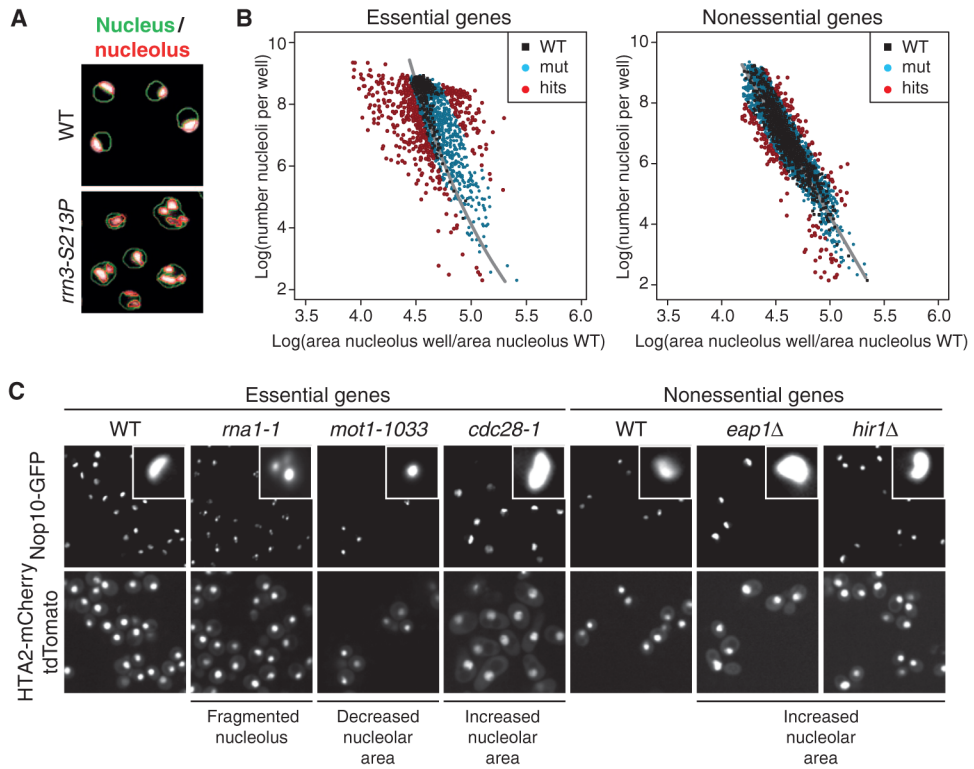 A
Nucleus/
nucleolus
WT
rrn3-S213P
B
Essential genes
Log(number nucleoli per well)
10
8
6
4
2
WT
mut
hits
3.5
4.0
4.5
5.0
5.5
6.0
Log(area nucleolus well/area nucleolus WT)
Nonessential genes
Log(number nucleoli per well)
10
8
6
4
2
WT
mut
hits
3.5
4.0
4.5
5.0
5.5
6.0
Log(area nucleolus well/area nucleolus WT)
C
Essential genes
Nonessential genes
WT
rna1-1
mot1-1033
cdc28-1
WT
eap1Δ
hir1Δ
Nop10-GFP
HTA2-mCherry
tdTomato
Fragmented
nucleolus
Decreased
nucleolar
area
Increased
nucleolar
area
Increased
nucleolar
area